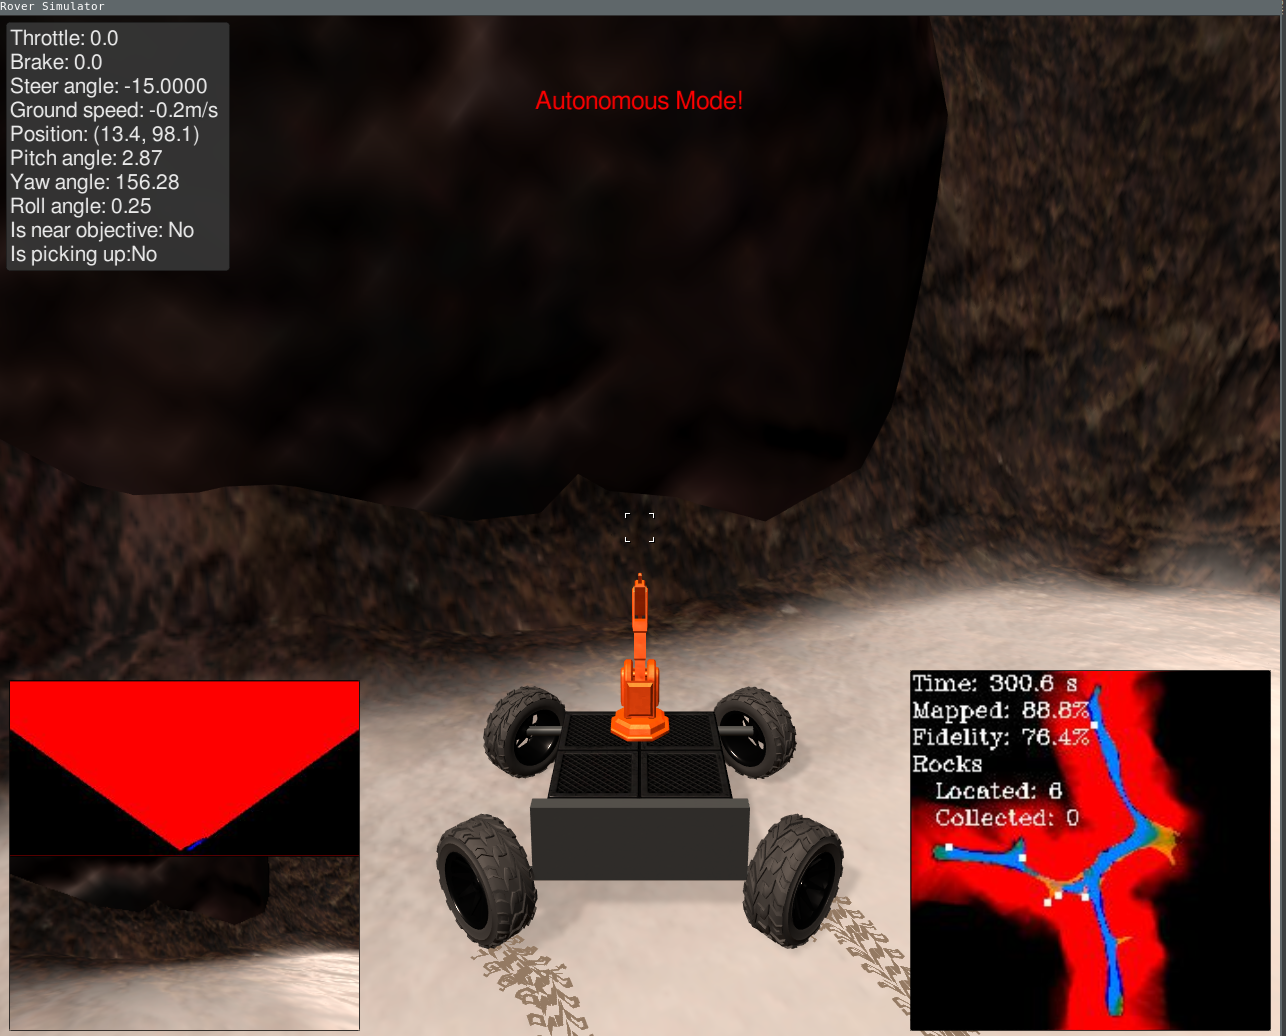 Rover Simulator
Throttle: 0.0
Brake: 0.0
Steer angle: -15.0000
Ground speed: -0.2m/s
Position: (13.4, 98.1)
Pitch angle: 2.87
Yaw angle: 156.28
Roll angle: 0.25
Is near objective: No
Is picking up:No
Autonomous Mode!
Time: 300.6 s
Mapped: 88.8%
Fidelity: 76.4%
Rocks
Located: 6
Collected: 0